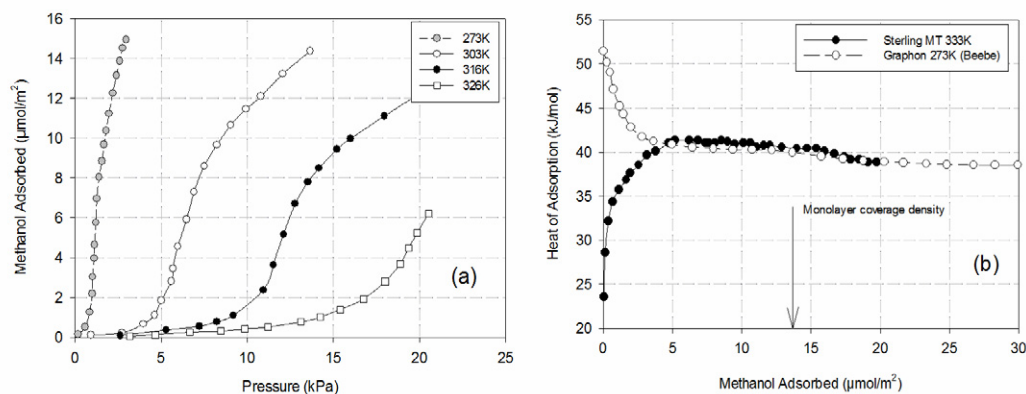 (a)
16
14
12
10
8
6
4
2
0
Methanol Adsorbed (µmol/m²)
273K
303K
316K
326K
(a)
0 5 10 15 20 25
Pressure (kPa)
(b)
55
50
45
40
35
30
25
20
Heat of Adsorption (kJ/mol)
Sterling MT 333K
Graphon 273K (Beebe)
Monolayer coverage density
(b)
0 5 10 15 20 25 30
Methanol Adsorbed (µmol/m²)